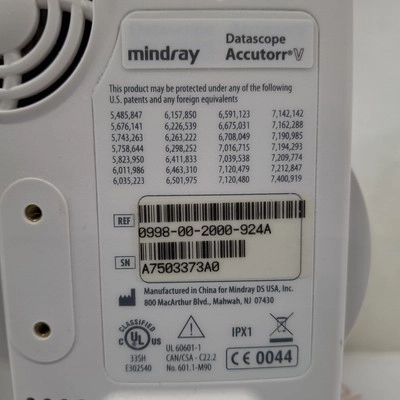 mindray
Datascope
Accutorr® V
This product may be protected under any of the following
U.S. patents and any foreign equivalents
5,485,847 6,157,850 6,591,123 7,142,142
5,676,141 6,226,539 6,675,031 7,162,288
5,743,263 6,263,222 6,708,049 7,190,985
5,758,644 6,298,252 7,016,715 7,194,293
5,823,950 6,411,833 7,039,538 7,209,774
6,011,986 6,463,310 7,120,479 7,212,847
6,035,223 6,501,975 7,120,480 7,400,919
REF
0998-00-2000-924A
SN
A7503373A0
Manufactured in China for Mindray DS USA, Inc.
800 MacArthur Blvd., Mahwah, NJ 07430
CLASSIFIED
C UL US
335H
E302540
UL 60601-1
CAN/CSA - C22.2
No. 601.1-M90
IPX1
CE 0044